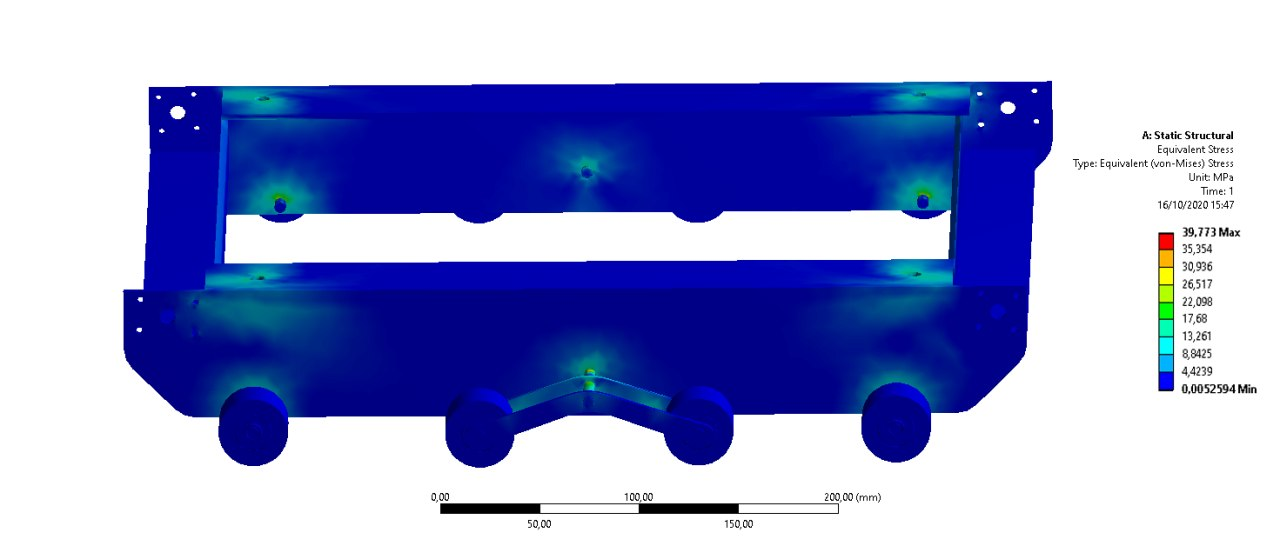 A: Static Structural
Equivalent Stress
Type: Equivalent (von-Mises) Stress
Unit: MPa
Time: 1
16/10/2020 15:47
39,773 Max
35,354
30,936
26,517
22,098
17,68
13,261
8,8425
4,4239
0,0052594 Min
0,00 100,00 200,00 (mm)
50,00 150,00